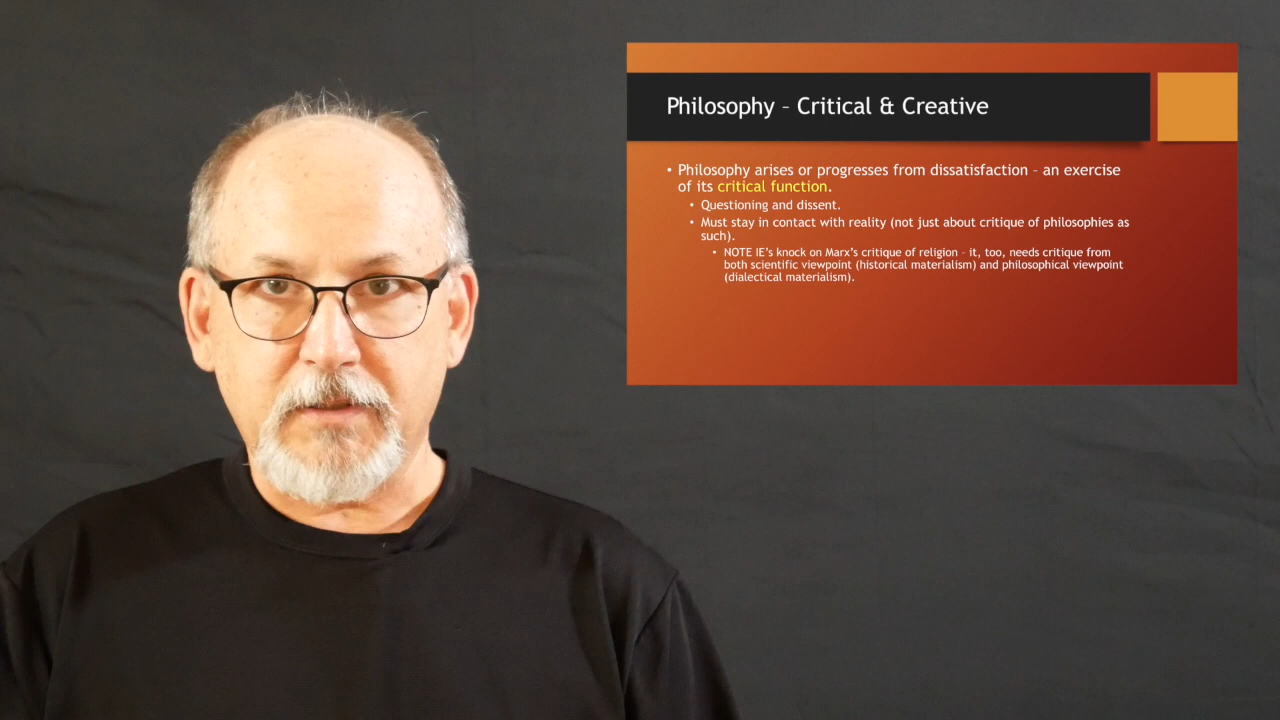 Philosophy – Critical & Creative
• Philosophy arises or progresses from dissatisfaction – an exercise
of its critical function.
• Questioning and dissent.
• Must stay in contact with reality (not just about critique of philosophies as
such).
• NOTE IE’s knock on Marx’s critique of religion – it, too, needs critique from
both scientific viewpoint (historical materialism) and philosophical viewpoint
(dialectical materialism).